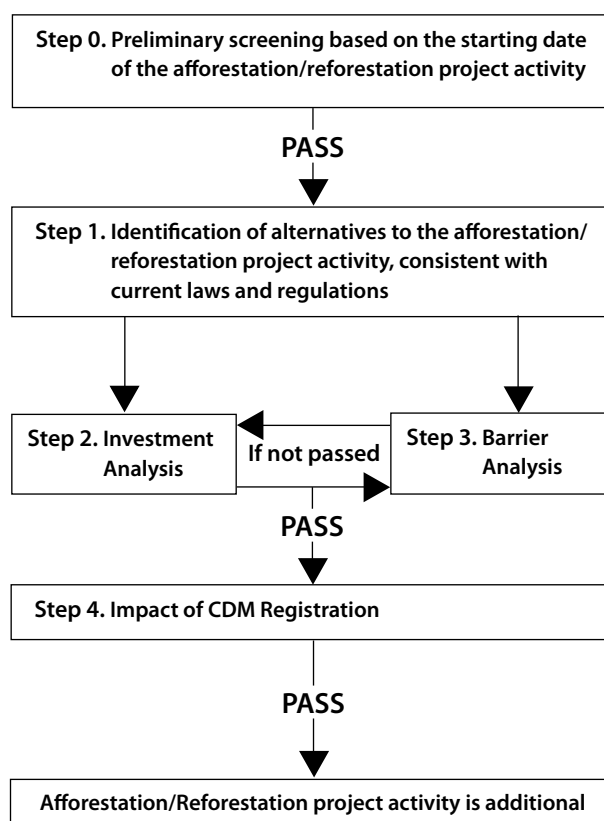 Step 0. Preliminary screening based on the starting date
of the afforestation/reforestation project activity
PASS
Step 1. Identification of alternatives to the afforestation/
reforestation project activity, consistent with
current laws and regulations
Step 2. Investment
Analysis
If not passed
Step 3. Barrier
Analysis
PASS
Step 4. Impact of CDM Registration
PASS
Afforestation/Reforestation project activity is additional